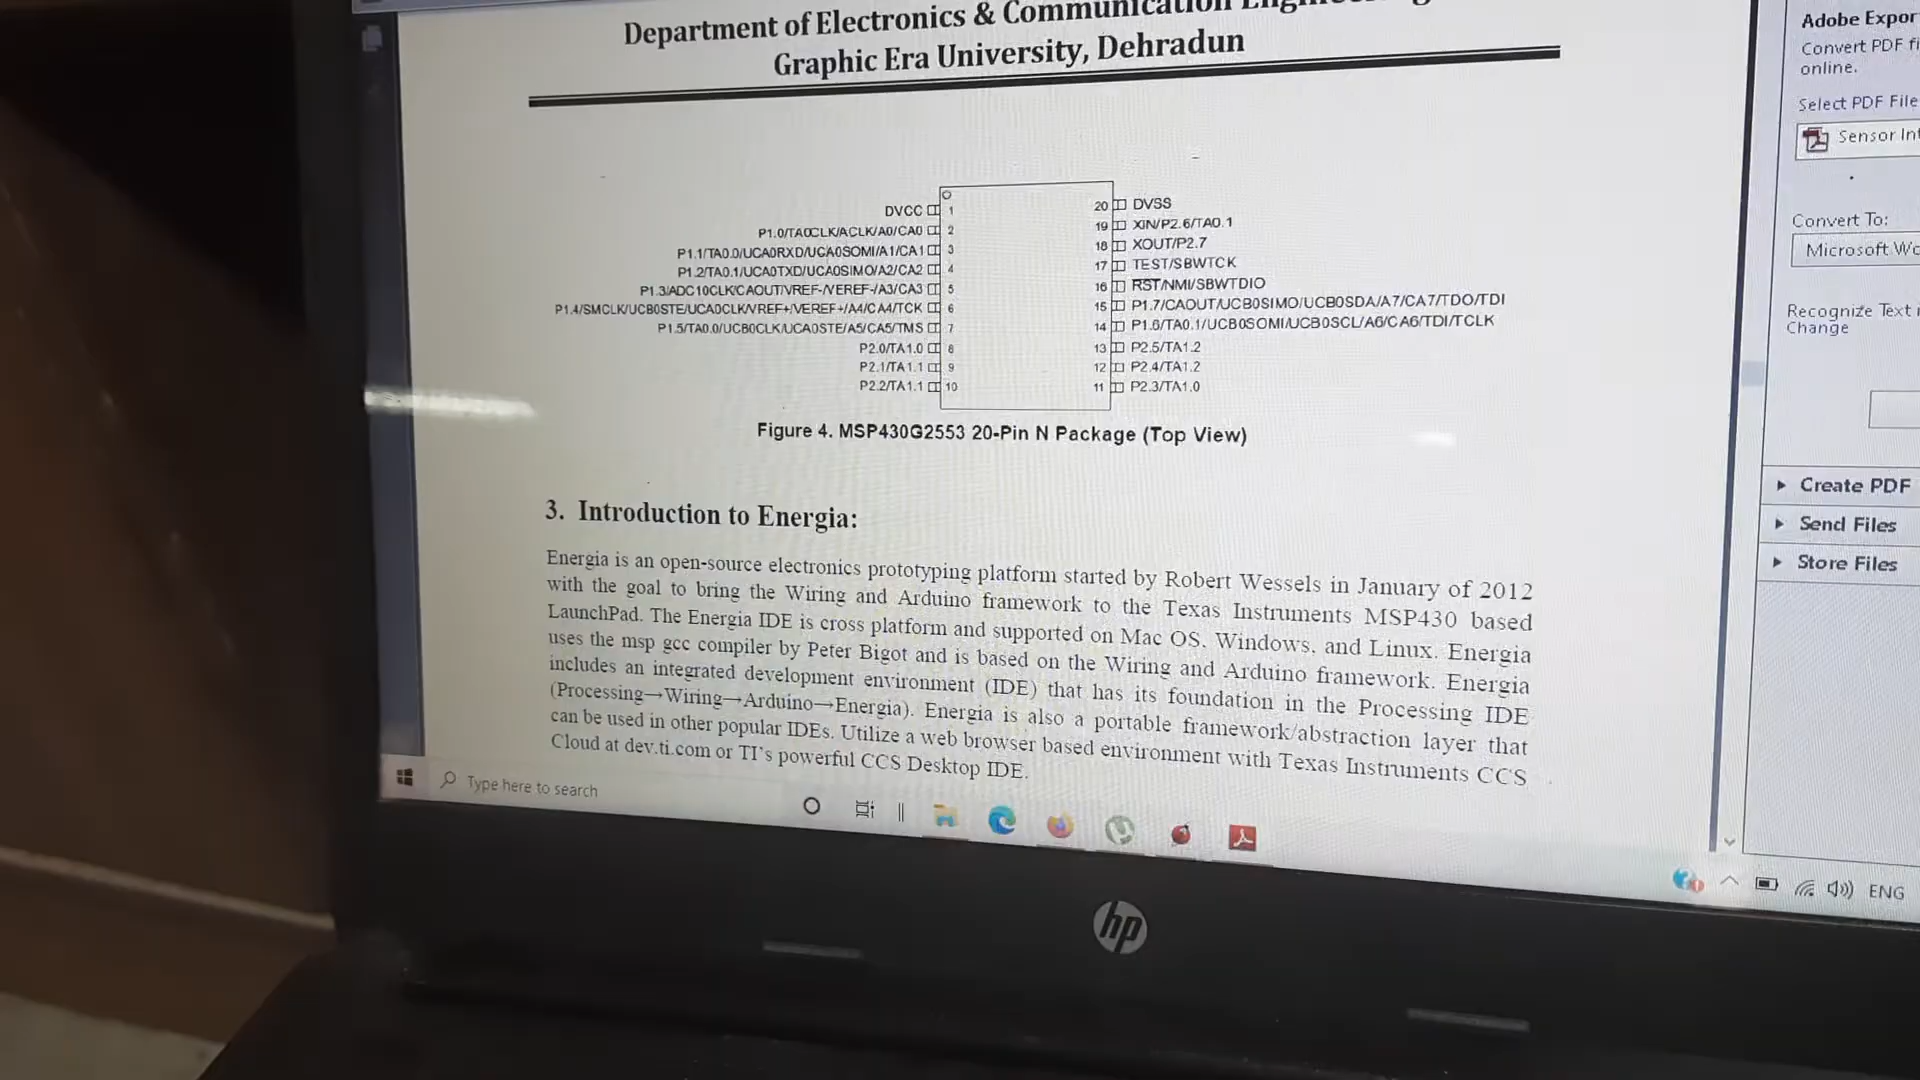 Department of Electronics & Communication
Graphic Era University, Dehradun
DVCC 1
P1.0/TA0CLK/ACLK/A0/CA0 2
P1.1/TA0.0/UCA0RXD/UCA0SOMI/A1/CA1 3
P1.2/TA0.1/UCA0TXD/UCA0SIMO/A2/CA2 4
P1.3/ADC10CLK/CAOUT/VREF-/VEREF-/A3/CA3 5
P1.4/SMCLK/UCB0STE/UCA0CLK/VREF+/VEREF+/A4/CA4/TCK 6
P1.5/TA0.0/UCB0CLK/UCA0STE/A5/CA5/TMS 7
P2.0/TA1.0 8
P2.1/TA1.1 9
P2.2/TA1.1 10
20 DVSS
19 XIN/P2.6/TA0.1
18 XOUT/P2.7
17 TEST/SBWTCK
16 RST/NMI/SBWTDIO
15 P1.7/CAOUT/UCB0SIMO/UCB0SDA/A7/CA7/TDO/TDI
14 P1.6/TA0.1/UCB0SOMI/UCB0SCL/A6/CA6/TDI/TCLK
13 P2.5/TA1.2
12 P2.4/TA1.2
11 P2.3/TA1.0
Figure 4. MSP430G2553 20-Pin N Package (Top View)
3. Introduction to Energia:
Energia is an open-source electronics prototyping platform started by Robert Wessels in January of 2012
with the goal to bring the Wiring and Arduino framework to the Texas Instruments MSP430 based
LaunchPad. The Energia IDE is cross platform and supported on Mac OS, Windows, and Linux. Energia
uses the msp gcc compiler by Peter Bigot and is based on the Wiring and Arduino framework. Energia
includes an integrated development environment (IDE) that has its foundation in the Processing IDE
(Processing→Wiring→Arduino→Energia). Energia is also a portable framework/abstraction layer that
can be used in other popular IDEs. Utilize a web browser based environment with Texas Instruments CCS
Cloud at dev.ti.com or TI's powerful CCS Desktop IDE.
Adobe Expor
Convert PDF fi
online.
Select PDF File
Sensor Int
Convert To:
Microsoft Wo
Recognize Text
Change
Create PDF
Send Files
Store Files
Type here to search
ENG
hp